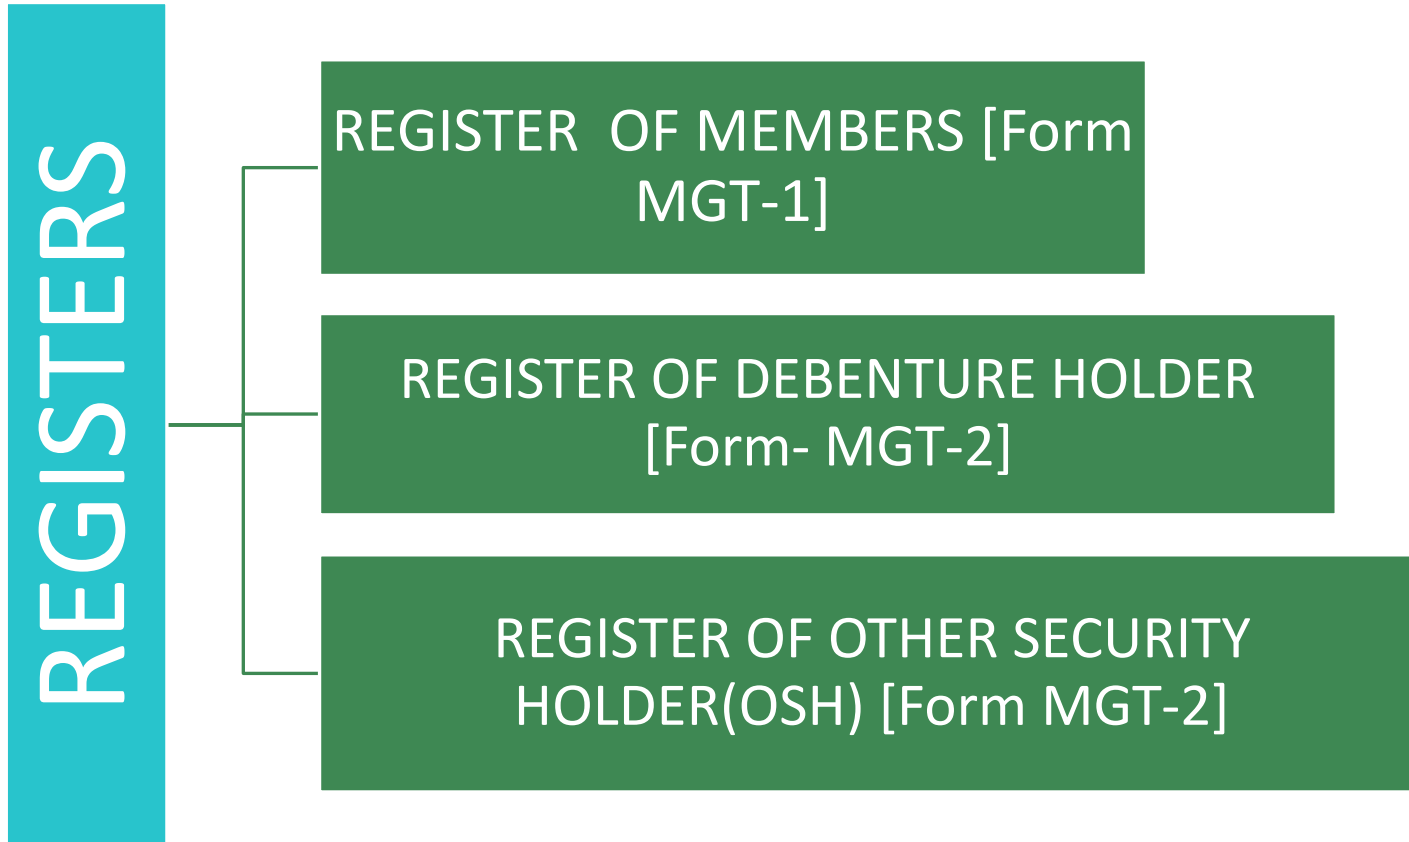 REGISTERS
REGISTER  OF MEMBERS [Form
MGT-1]
REGISTER OF DEBENTURE HOLDER
[Form- MGT-2]
REGISTER OF OTHER SECURITY
HOLDER(OSH) [Form MGT-2]